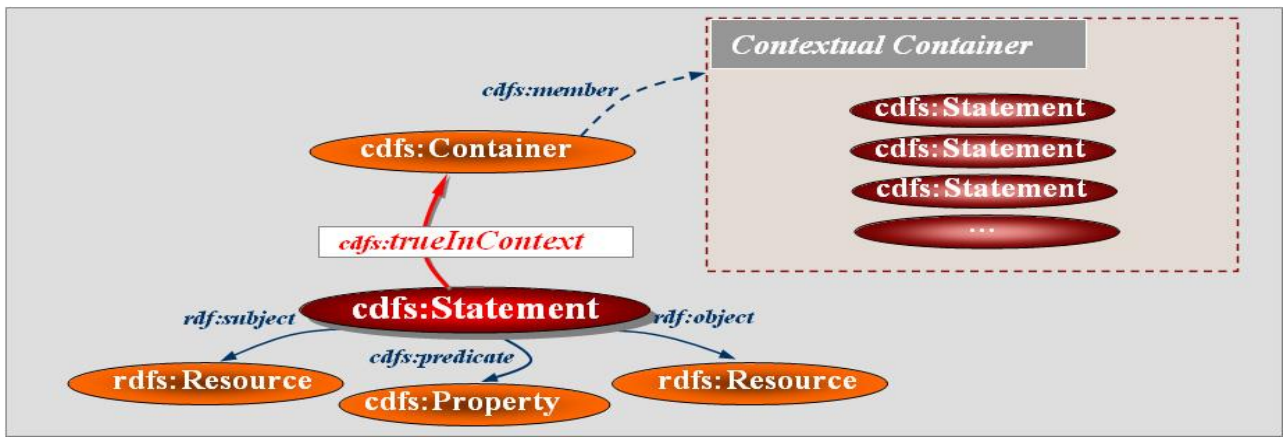 Contextual Container
cdfs:member
cdfs:Statement
cdfs:Container
cdfs:Statement
cdfs:Statement
...
cdfs:trueInContext
cdfs:Statement
rdf:subject
rdf:object
cdfs:predicate
rdfs:Resource
rdfs:Resource
cdfs:Property